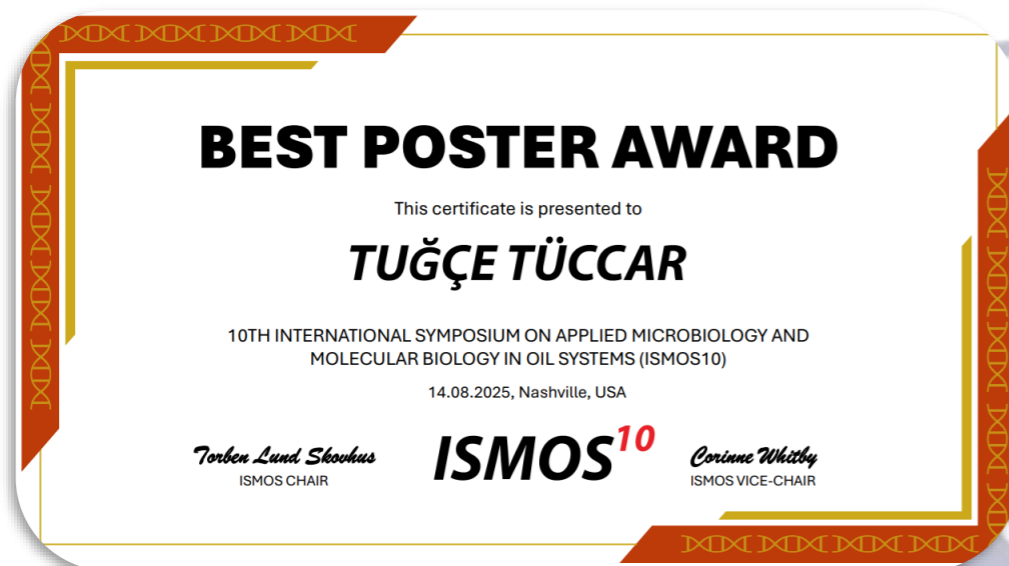 BEST POSTER AWARD
This certificate is presented to
TUĞÇE TÜCCAR
10TH INTERNATIONAL SYMPOSIUM ON APPLIED MICROBIOLOGY AND
MOLECULAR BIOLOGY IN OIL SYSTEMS (ISMOS10)
14.08.2025, Nashville, USA
Torben Lund Skovhus
ISMOS CHAIR
ISMOS10
Corinne Whitby
ISMOS VICE-CHAIR